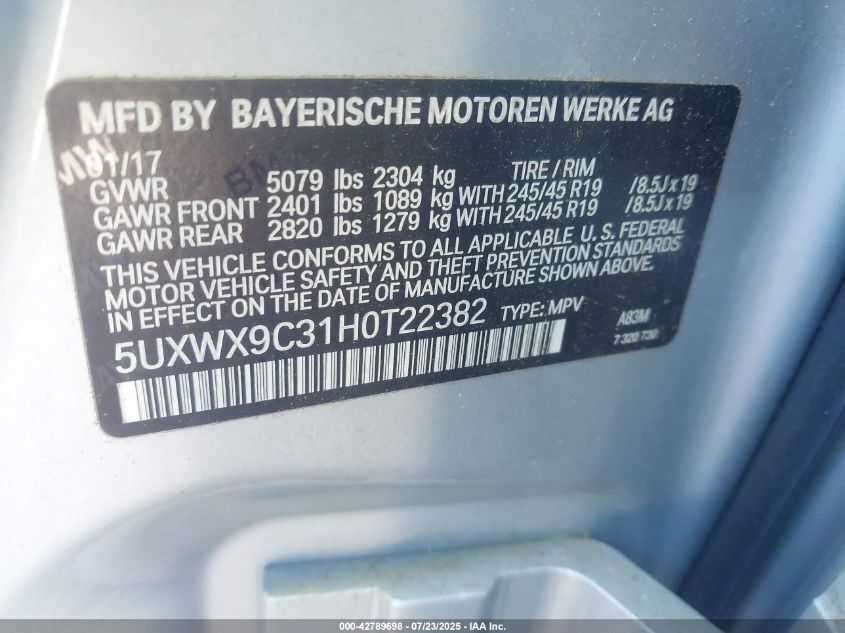 MFD BY BAYERISCHE MOTOREN WERKE AG
01/17
GVWR 5079 lbs 2304 kg TIRE / RIM
GAWR FRONT 2401 lbs 1089 kg WITH 245/45 R19 /8.5J x 19
GAWR REAR 2820 lbs 1279 kg WITH 245/45 R19 /8.5J x 19
THIS VEHICLE CONFORMS TO ALL APPLICABLE U.S. FEDERAL
MOTOR VEHICLE SAFETY AND THEFT PREVENTION STANDARDS
IN EFFECT ON THE DATE OF MANUFACTURE SHOWN ABOVE.
5UXWX9C31H0T22382 TYPE: MPV A83M
7 320 730
000-42789698 - 07/23/2025 - IAA Inc.